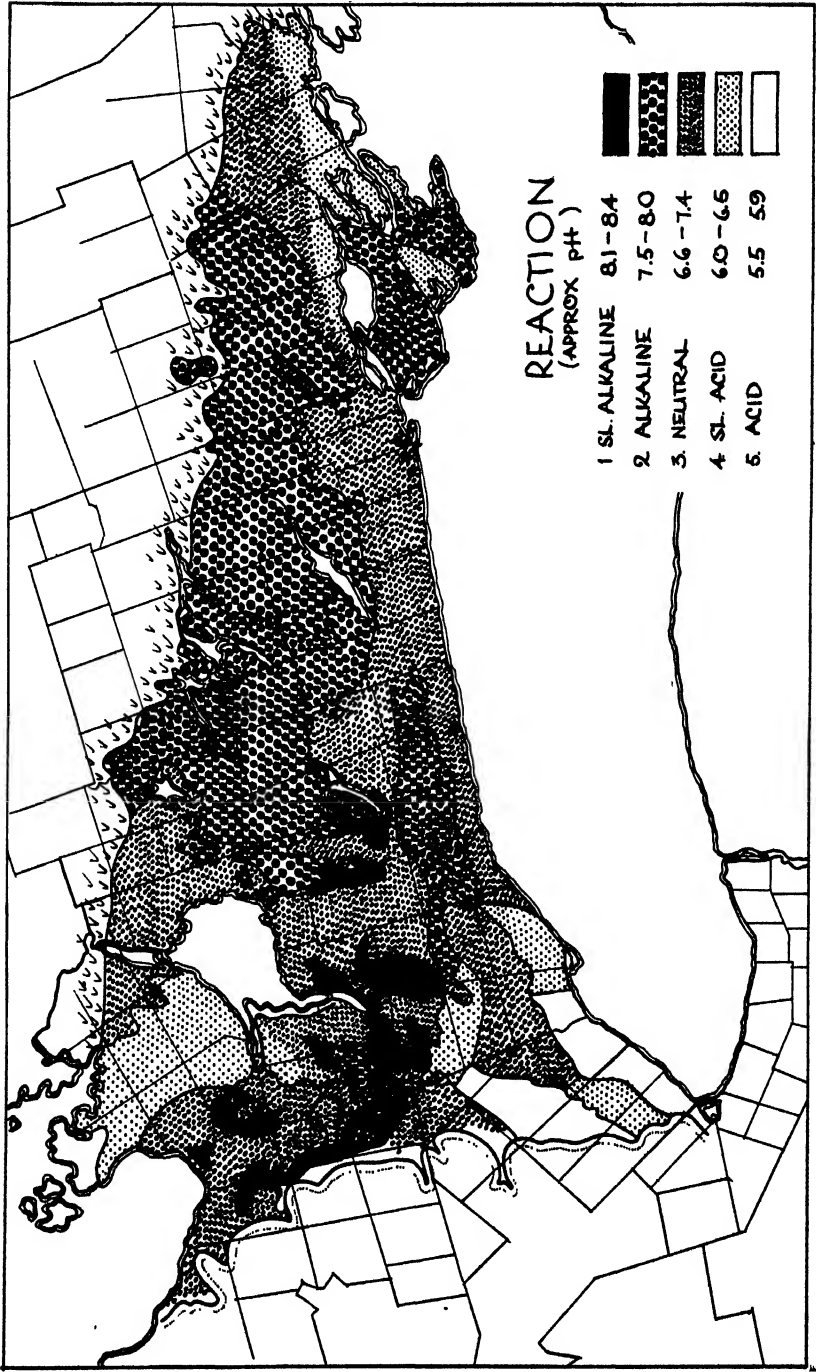 REACTION
(APPROX pH)
1 SL. ALKALINE 8.1-8.4
2 ALKALINE 7.5-8.0
3. NEUTRAL 6.6-7.4
4 SL. ACID 6.0-6.5
5. ACID 5.5 5.9